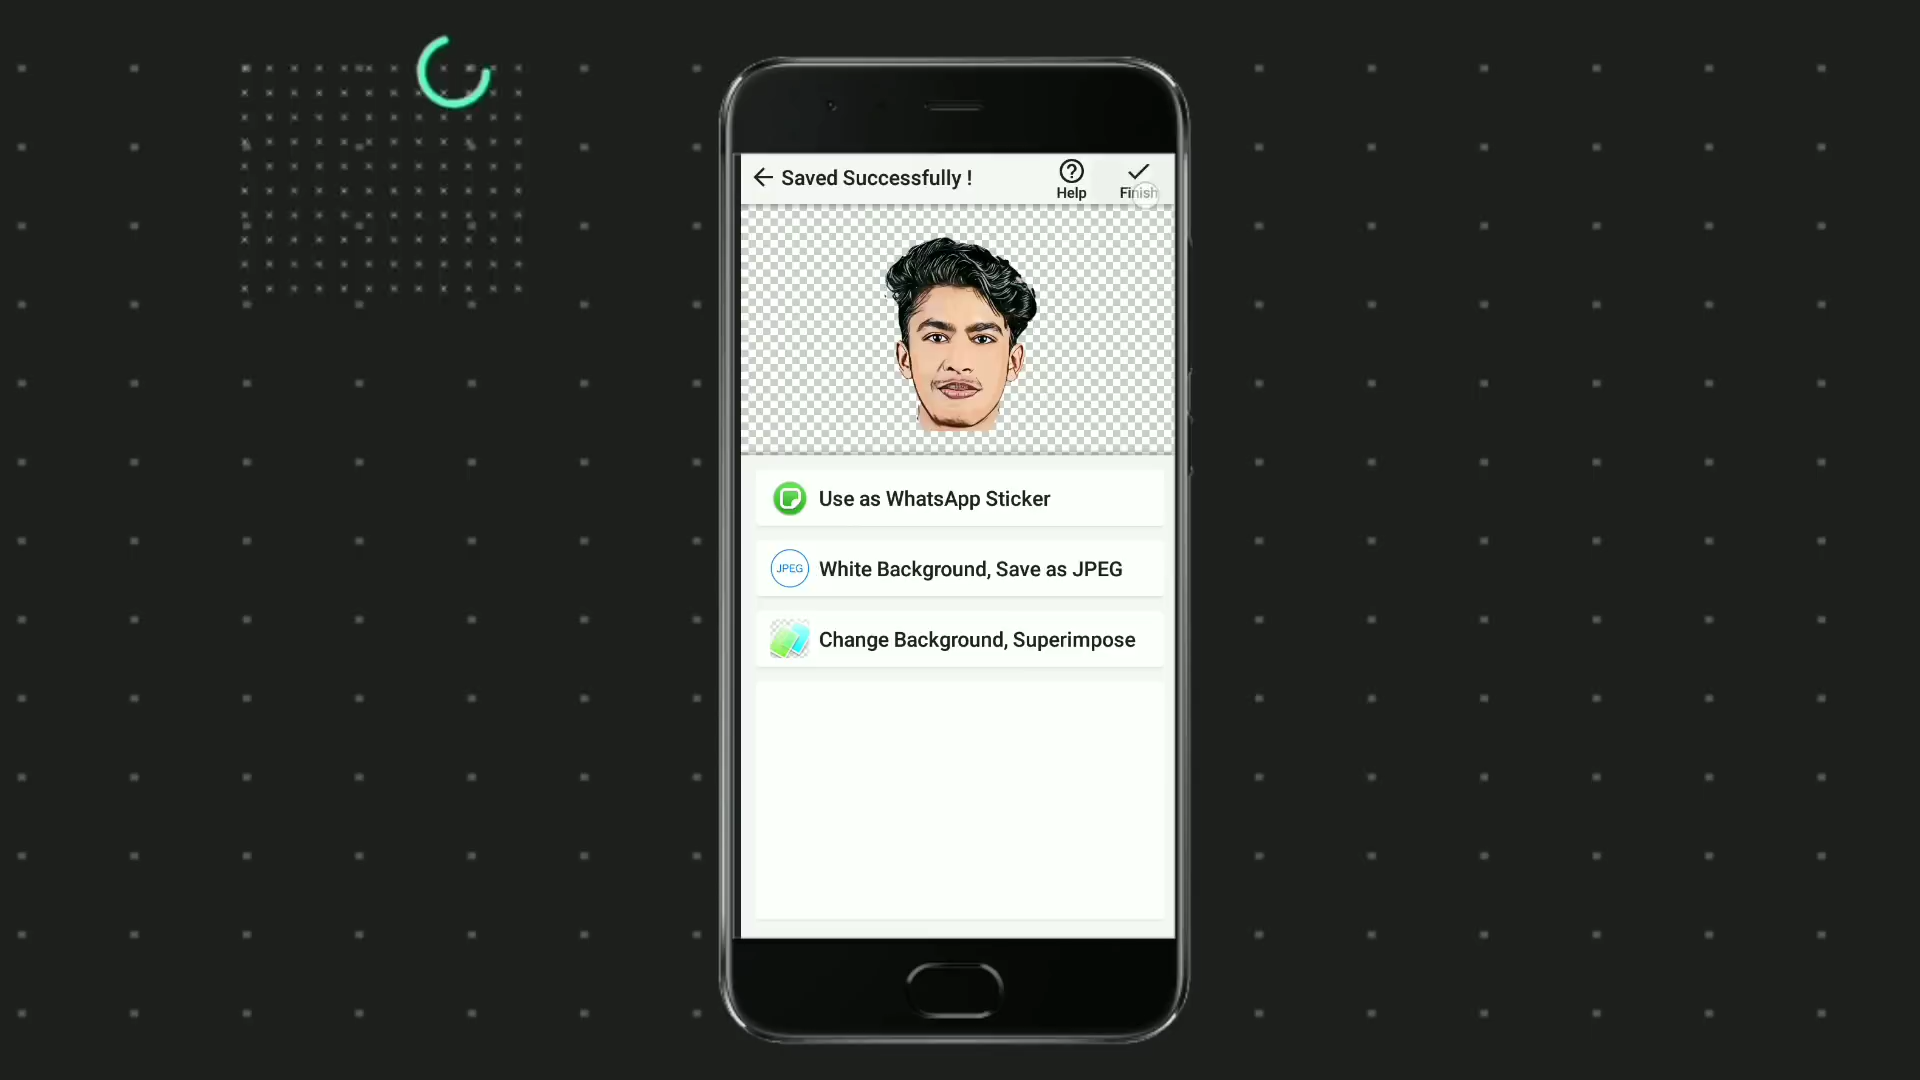 Saved Successfully !
Help
Finish
Use as WhatsApp Sticker
JPEG
White Background, Save as JPEG
Change Background, Superimpose